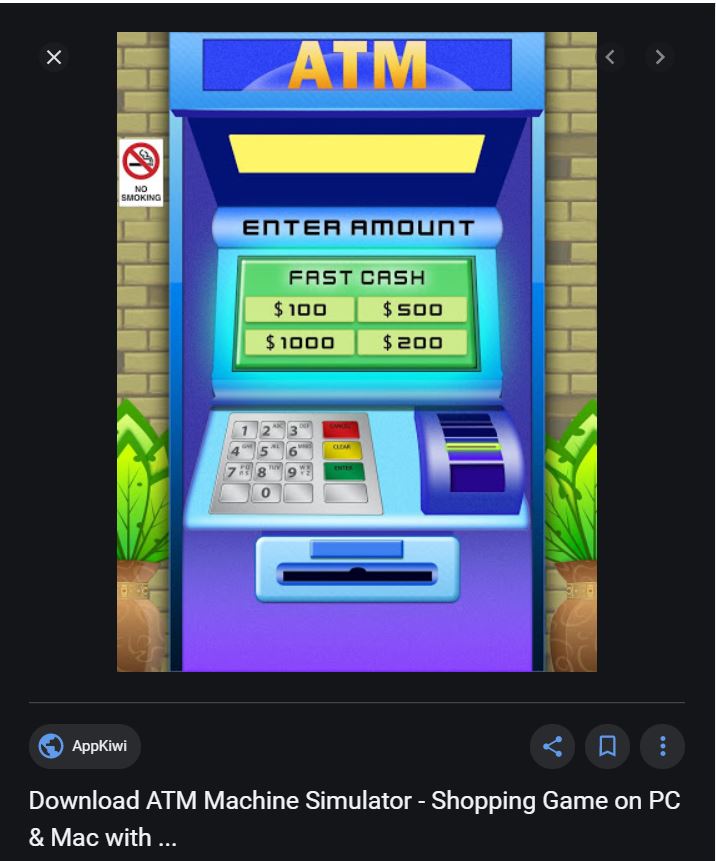 ATM
NO
SMOKING
ENTER AMOUNT
FAST CASH
$100 $500
$1000 $200
1 2 ABC 3 DEF CANCEL
4 GHI 5 JKL 6 MNO CLEAR
7 PQRS 8 TUV 9 WXYZ ENTER
0
AppKiwi
Download ATM Machine Simulator - Shopping Game on PC
& Mac with ...